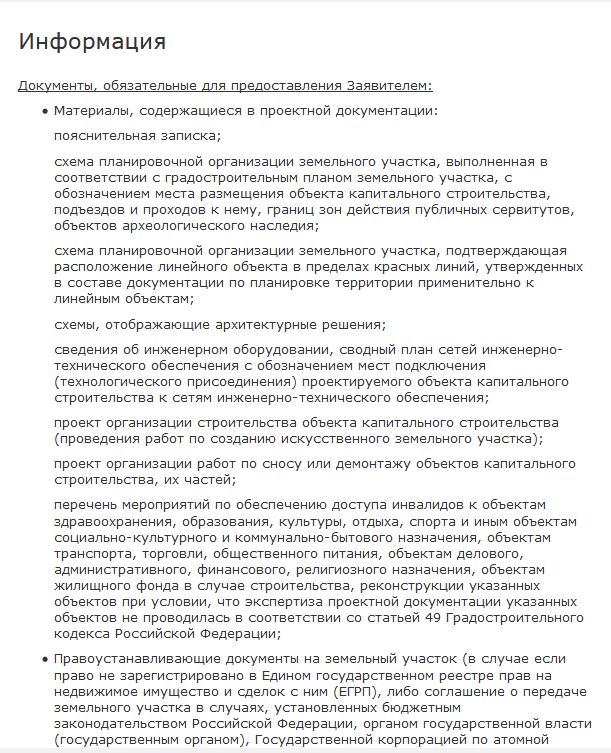 Информация
Документы, обязательные для предоставления Заявителем:
• Материалы, содержащиеся в проектной документации:
пояснительная записка;
схема планировочной организации земельного участка, выполненная в
соответствии с градостроительным планом земельного участка, с
обозначением места размещения объекта капитального строительства,
подъездов и проходов к нему, границ зон действия публичных сервитутов,
объектов археологического наследия;
схема планировочной организации земельного участка, подтверждающая
расположение линейного объекта в пределах красных линий, утвержденных
в составе документации по планировке территории применительно к
линейным объектам;
схемы, отображающие архитектурные решения;
сведения об инженерном оборудовании, сводный план сетей инженерно-
технического обеспечения с обозначением мест подключения
(технологического присоединения) проектируемого объекта капитального
строительства к сетям инженерно-технического обеспечения;
проект организации строительства объекта капитального строительства
(проведения работ по созданию искусственного земельного участка);
проект организации работ по сносу или демонтажу объектов капитального
строительства, их частей;
перечень мероприятий по обеспечению доступа инвалидов к объектам
здравоохранения, образования, культуры, отдыха, спорта и иным объектам
социально-культурного и коммунально-бытового назначения, объектам
транспорта, торговли, общественного питания, объектам делового,
административного, финансового, религиозного назначения, объектам
жилищного фонда в случае строительства, реконструкции указанных
объектов при условии, что экспертиза проектной документации указанных
объектов не проводилась в соответствии со статьей 49 Градостроительного
кодекса Российской Федерации;
• Правоустанавливающие документы на земельный участок (в случае если
право не зарегистрировано в Едином государственном реестре прав на
недвижимое имущество и сделок с ним (ЕГРП), либо соглашение о передаче
земельного участка в случаях, установленных бюджетным
законодательством Российской Федерации, органом государственной власти
(государственным органом), Государственной корпорацией по атомной